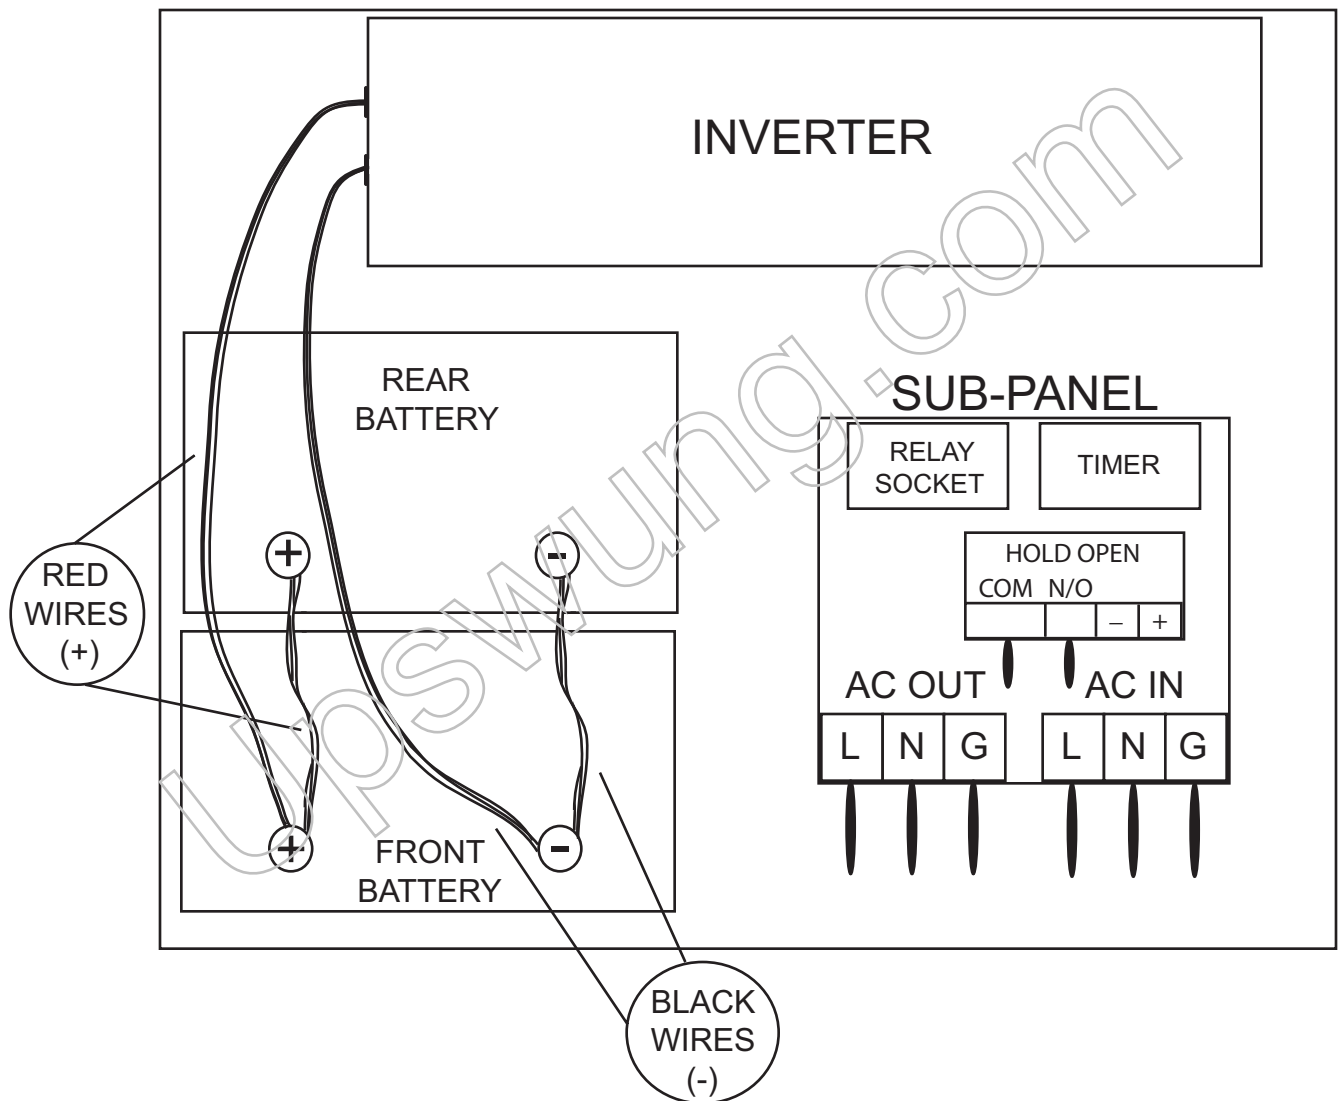 INVERTER
REAR
BATTERY
SUB-PANEL
RELAY
SOCKET
TIMER
HOLD OPEN
COM N/O
– +
+ -
RED
WIRES
(+)
AC OUT AC IN
L N G L N G
+ -
FRONT
BATTERY
BLACK
WIRES
(-)
Upswung.com